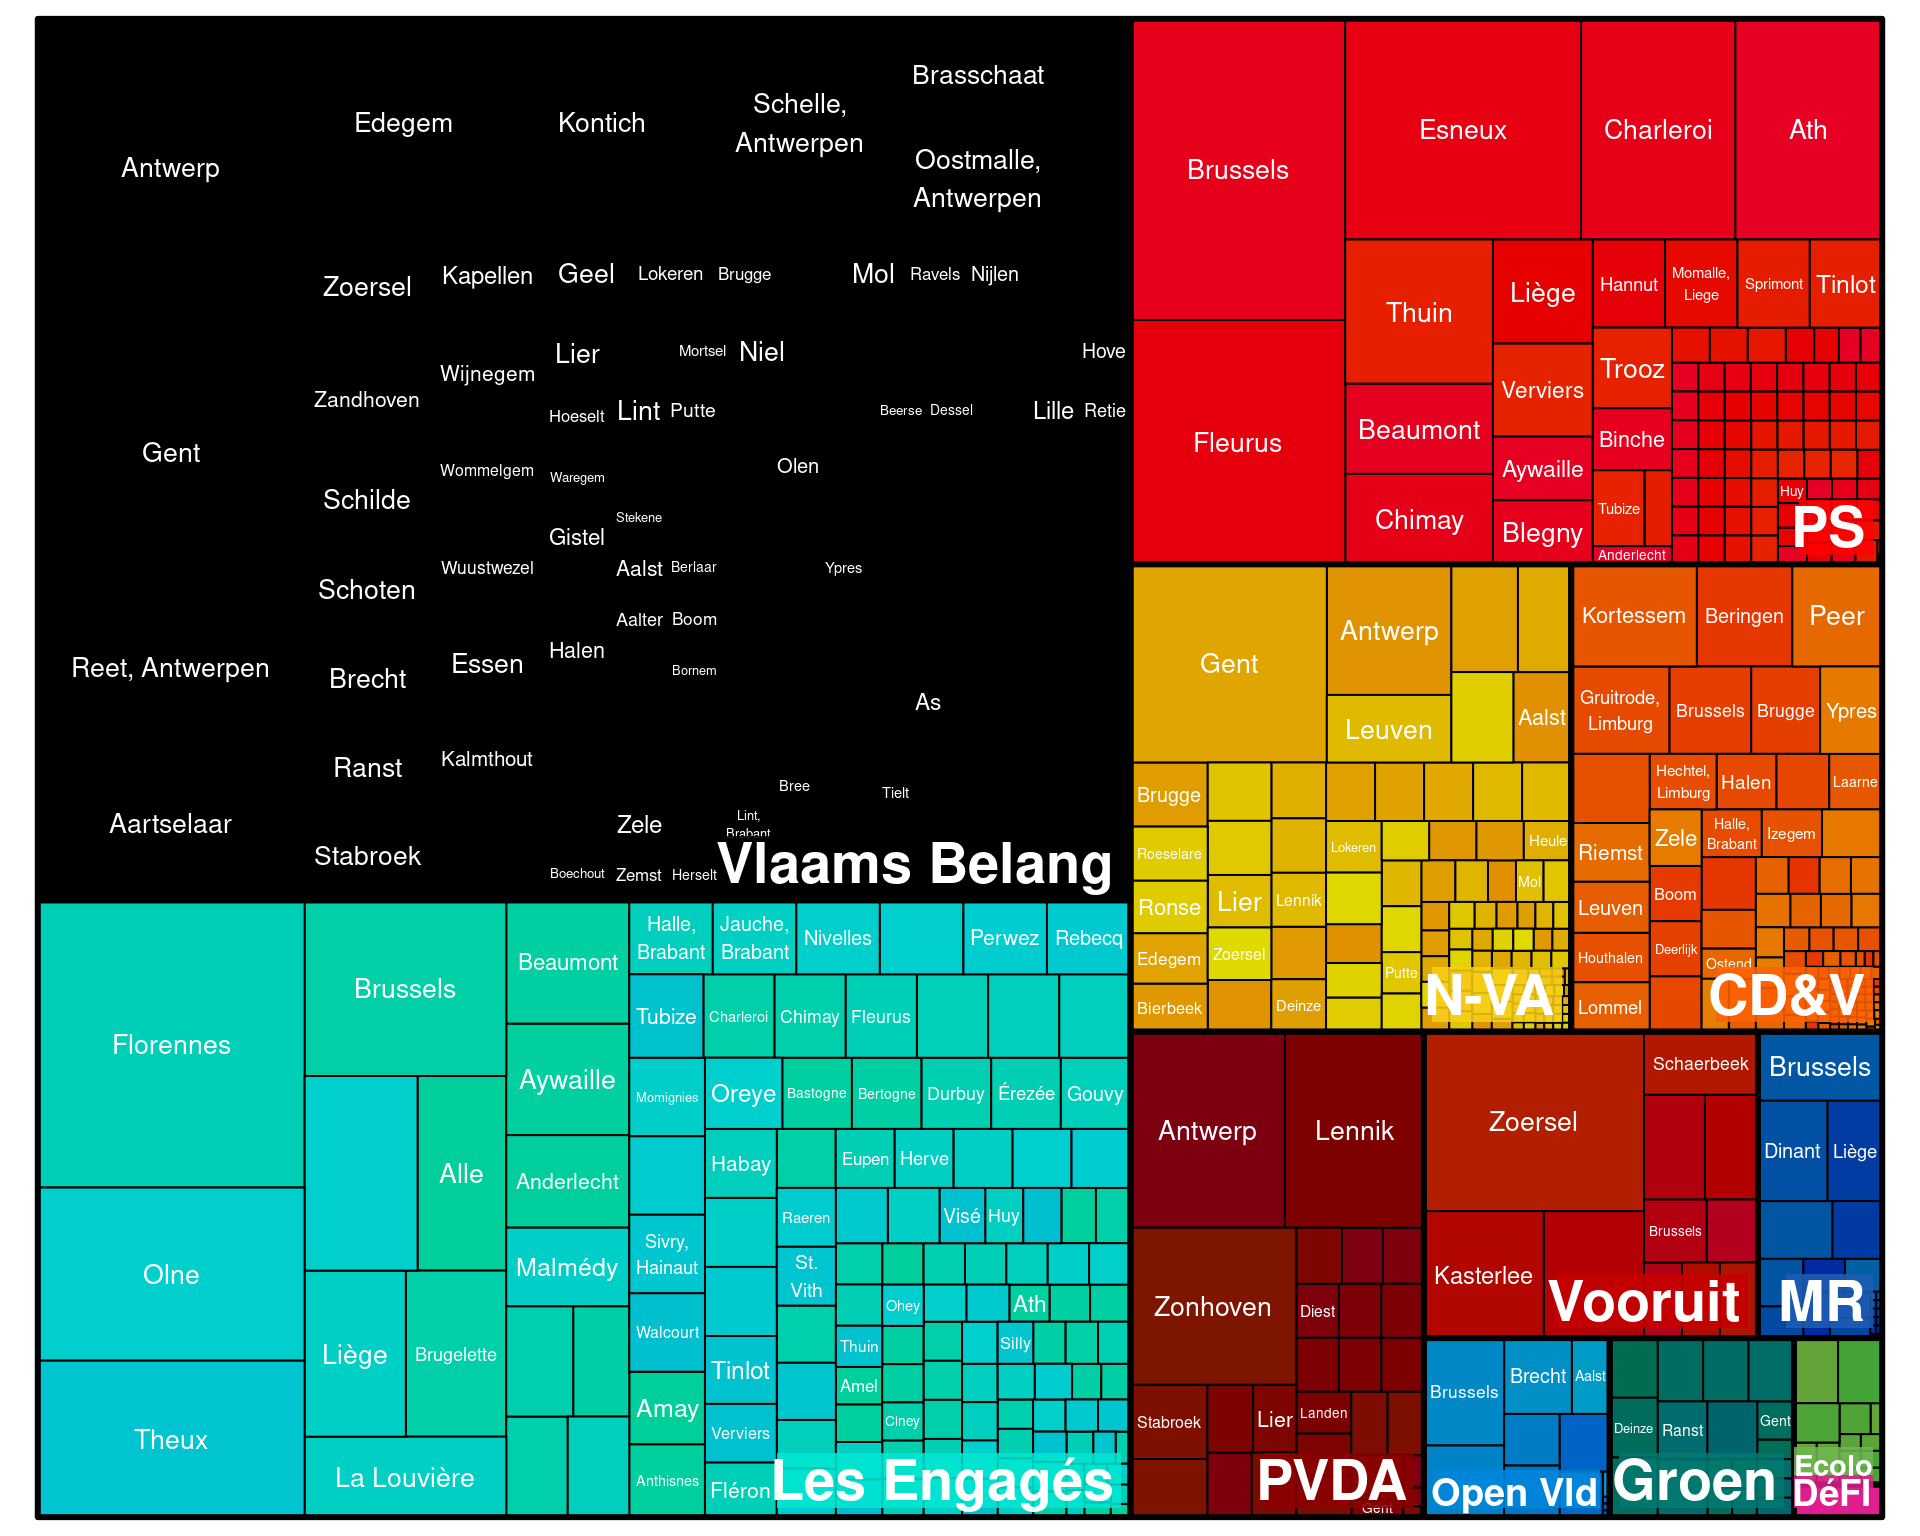 Antwerp
Edegem
Kontich
Schelle,
Antwerpen
Brasschaat
Oostmalle,
Antwerpen
Gent
Reet, Antwerpen
Aartselaar
Zoersel
Zandhoven
Schilde
Schoten
Brecht
Ranst
Stabroek
Kapellen
Wijnegem
Wommelgem
Wuustwezel
Essen
Kalmthout
Geel
Lokeren
Brugge
Mol
Ravels
Nijlen
Lier
Mortsel
Niel
Hove
Hoeselt
Lint
Putte
Beerse
Dessel
Lille
Retie
Waregem
Olen
Stekene
Gistel
Aalst
Berlaar
Ypres
Aalter
Boom
Halen
Bornem
As
Bree
Tielt
Zele
Lint,
Brabant
Boechout
Zemst
Herselt
Vlaams Belang
Brussels
Fleurus
Esneux
Charleroi
Ath
Thuin
Beaumont
Chimay
Liège
Verviers
Aywaille
Blegny
Hannut
Momalle,
Liege
Sprimont
Tinlot
Trooz
Binche
Tubize
Anderlecht
Huy
PS
Gent
Antwerp
Leuven
Aalst
Brugge
Roeselare
Ronse
Edegem
Bierbeek
Lier
Zoersel
Lennik
Deinze
Lokeren
Heule
Mol
Putte
N-VA
Kortessem
Beringen
Peer
Gruitrode,
Limburg
Brussels
Brugge
Ypres
Hechtel,
Limburg
Halen
Laarne
Riemst
Leuven
Houthalen
Lommel
Zele
Halle,
Brabant
Izegem
Boom
Deerlijk
Ostend
CD&V
Florennes
Olne
Theux
Brussels
Alle
Liège
Brugelette
La Louvière
Beaumont
Aywaille
Anderlecht
Malmédy
Halle,
Brabant
Jauche,
Brabant
Nivelles
Perwez
Rebecq
Tubize
Charleroi
Chimay
Fleurus
Momignies
Oreye
Bastogne
Bertogne
Durbuy
Érezée
Gouvy
Sivry,
Hainaut
Walcourt
Amay
Anthisnes
Habay
Tinlot
Verviers
Fléron
Eupen
Herve
Raeren
Visé
Huy
St.
Vith
Ohey
Ath
Thuin
Silly
Amel
Ciney
Les Engagés
Antwerp
Lennik
Zonhoven
Diest
Stabroek
Lier
Landen
Gent
PVDA
Zoersel
Schaerbeek
Kasterlee
Brussels
Vooruit
Brussels
Dinant
Liège
MR
Brussels
Brecht
Aalst
Open Vld
Deinze
Ranst
Gent
Groen
Ecolo
DéFI